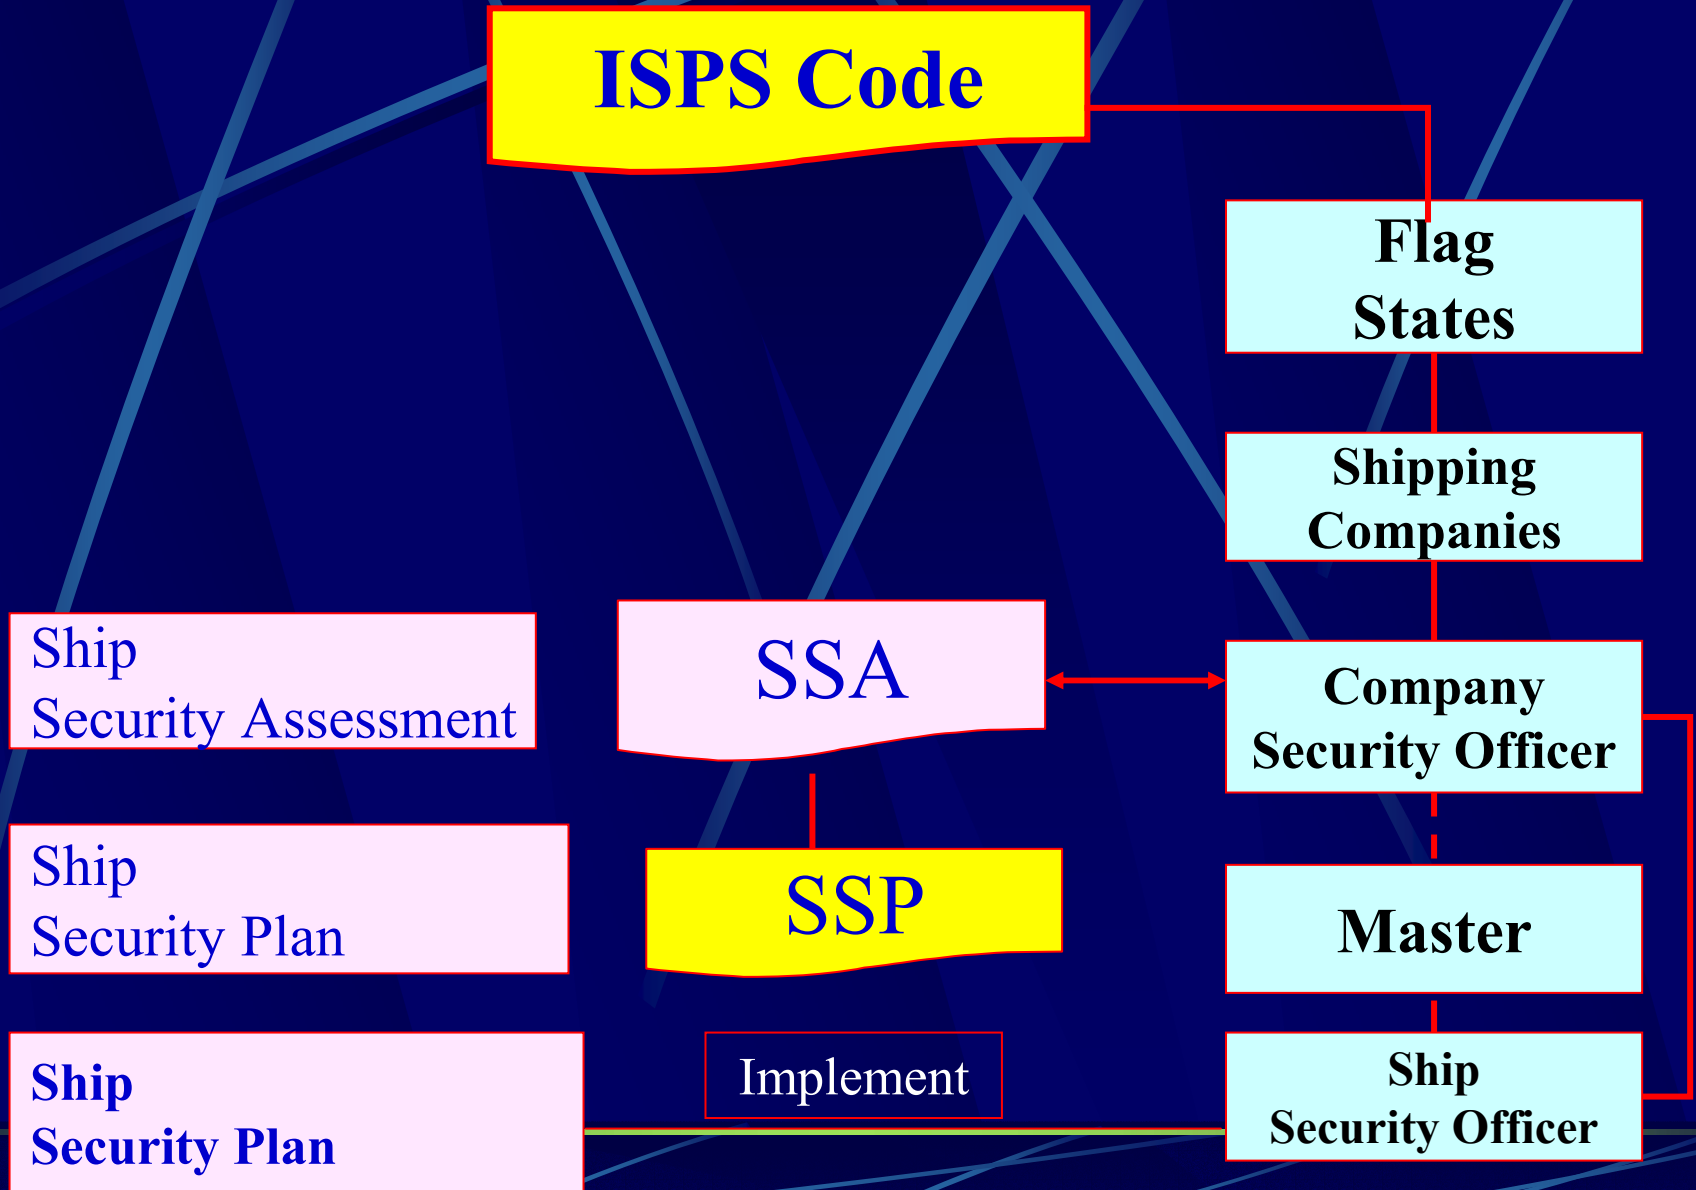 ISPS Code
Flag
States
Shipping
Companies
Ship
Security Assessment
SSA
Company
Security Officer
Ship
Security Plan
SSP
Master
Ship
Security Plan
Implement
Ship
Security Officer